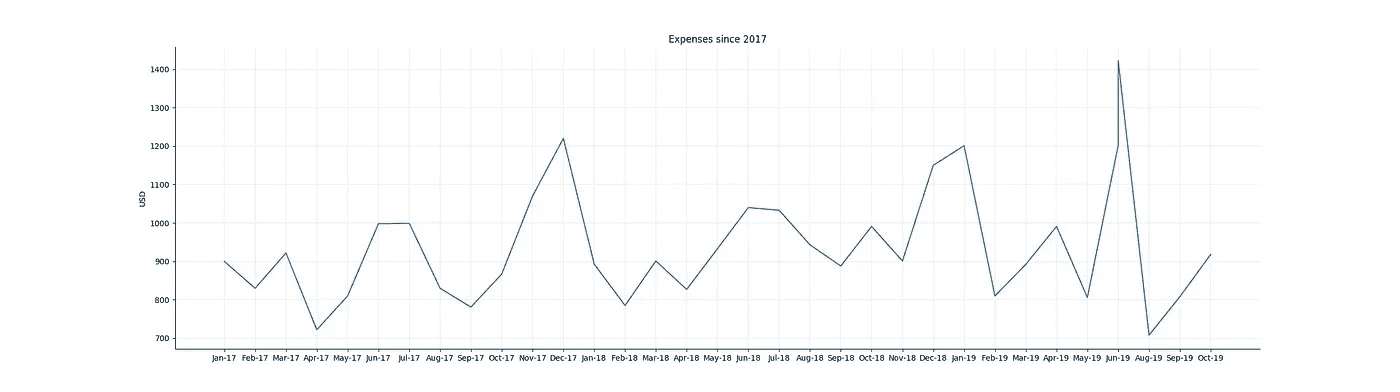 Expenses since 2017
1400
1300
1200
1100
1000
900
800
700
USD
Jan-17 Feb-17 Mar-17 Apr-17 May-17 Jun-17 Jul-17 Aug-17 Sep-17 Oct-17 Nov-17 Dec-17 Jan-18 Feb-18 Mar-18 Apr-18 May-18 Jun-18 Jul-18 Aug-18 Sep-18 Oct-18 Nov-18 Dec-18 Jan-19 Feb-19 Mar-19 Apr-19 May-19 Jun-19 Aug-19 Sep-19 Oct-19